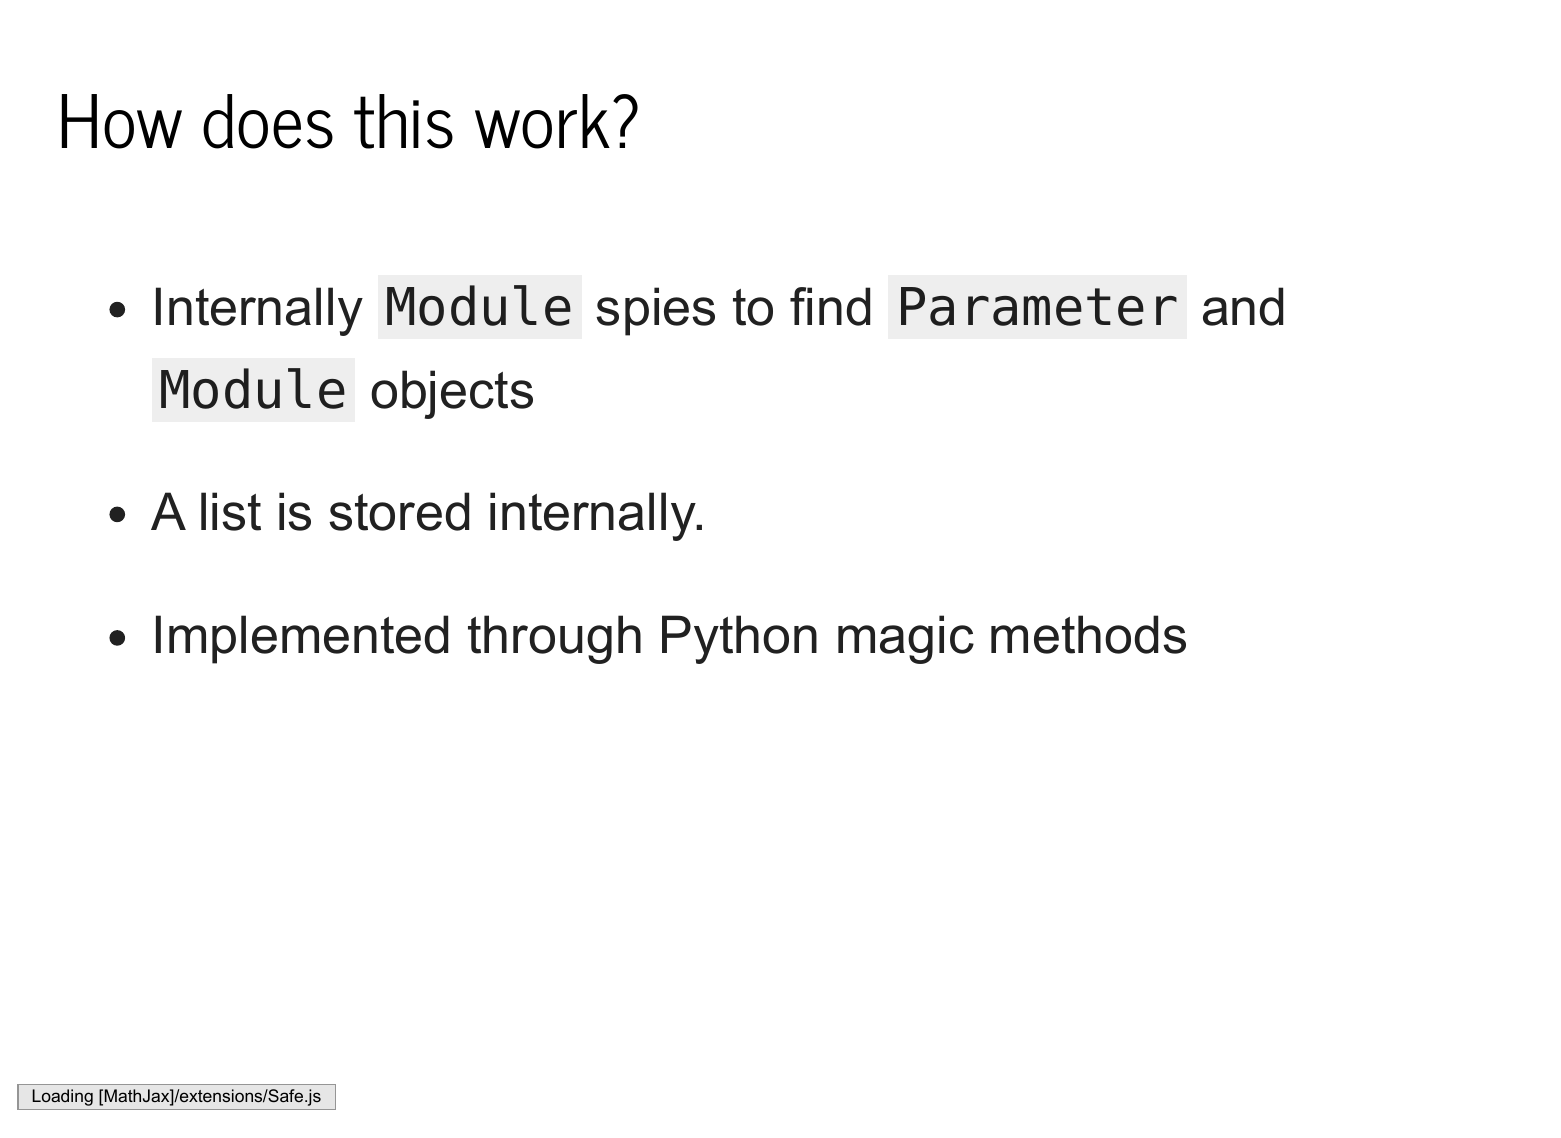 How does this work?
Internally Module spies to find Parameter and
Module objects
A list is stored internally.
Implemented through Python magic methods
Loading [MathJax]/extensions/Safe.js